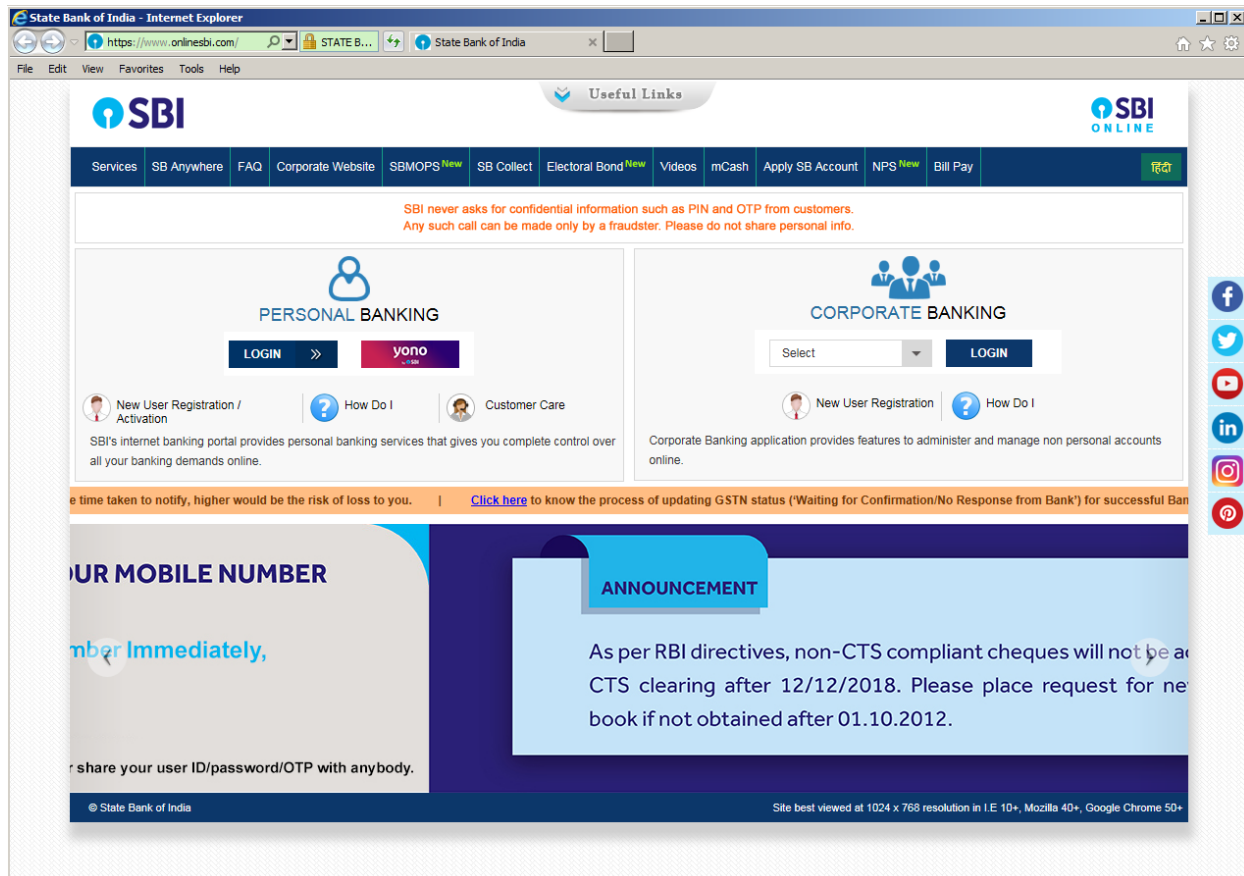 State Bank of India - Internet Explorer
https://www.onlinesbi.com/ STATE B... State Bank of India
File Edit View Favorites Tools Help
Useful Links
SBI
SBI
ONLINE
Services SB Anywhere FAQ Corporate Website SBMOPS New SB Collect Electoral Bond New Videos mCash Apply SB Account NPS New Bill Pay हिंदी
SBI never asks for confidential information such as PIN and OTP from customers.
Any such call can be made only by a fraudster. Please do not share personal info.
PERSONAL BANKING
LOGIN » yono
by SBI
New User Registration / Activation
How Do I
Customer Care
SBI's internet banking portal provides personal banking services that gives you complete control over
all your banking demands online.
CORPORATE BANKING
Select LOGIN
New User Registration
How Do I
Corporate Banking application provides features to administer and manage non personal accounts
online.
e time taken to notify, higher would be the risk of loss to you. | Click here to know the process of updating GSTN status ('Waiting for Confirmation/No Response from Bank') for successful Ban
OUR MOBILE NUMBER
mber Immediately,
r share your user ID/password/OTP with anybody.
ANNOUNCEMENT
As per RBI directives, non-CTS compliant cheques will not be ac
CTS clearing after 12/12/2018. Please place request for ne
book if not obtained after 01.10.2012.
© State Bank of India
Site best viewed at 1024 x 768 resolution in I.E 10+, Mozilla 40+, Google Chrome 50+